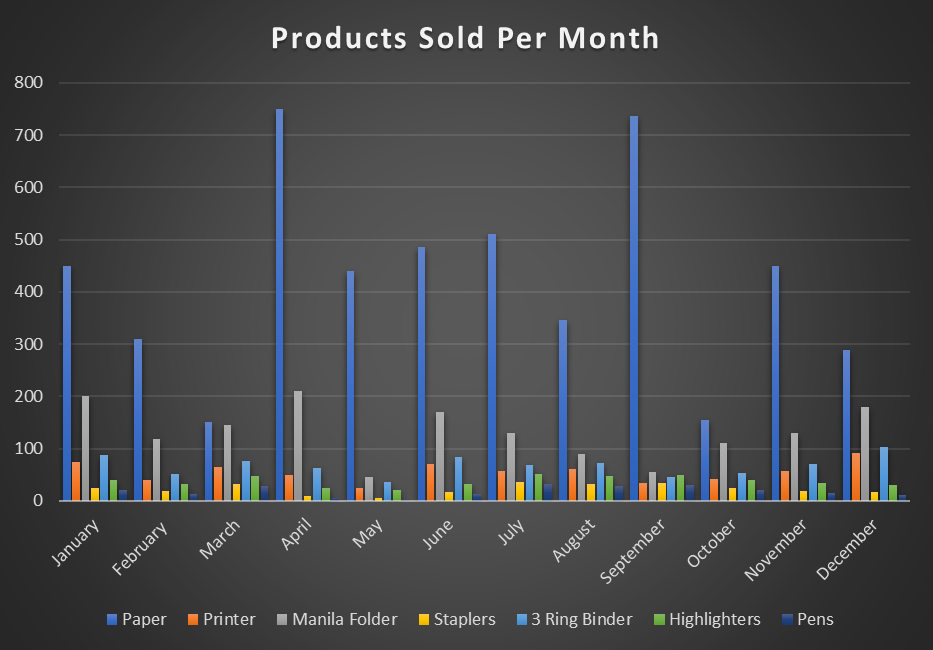 Products Sold Per Month
800
700
600
500
400
300
200
100
0
January
February
March
April
May
June
July
August
September
October
November
December
Paper
Printer
Manila Folder
Staplers
3 Ring Binder
Highlighters
Pens